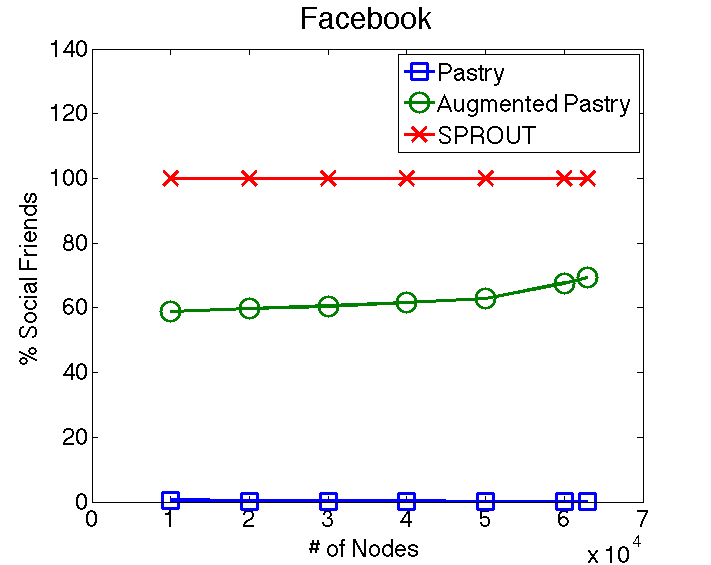 Facebook
140
120
100
80
60
40
20
0
% Social Friends
Pastry
Augmented Pastry
SPROUT
0 1 2 3 4 5 6 7
# of Nodes
x 10^4